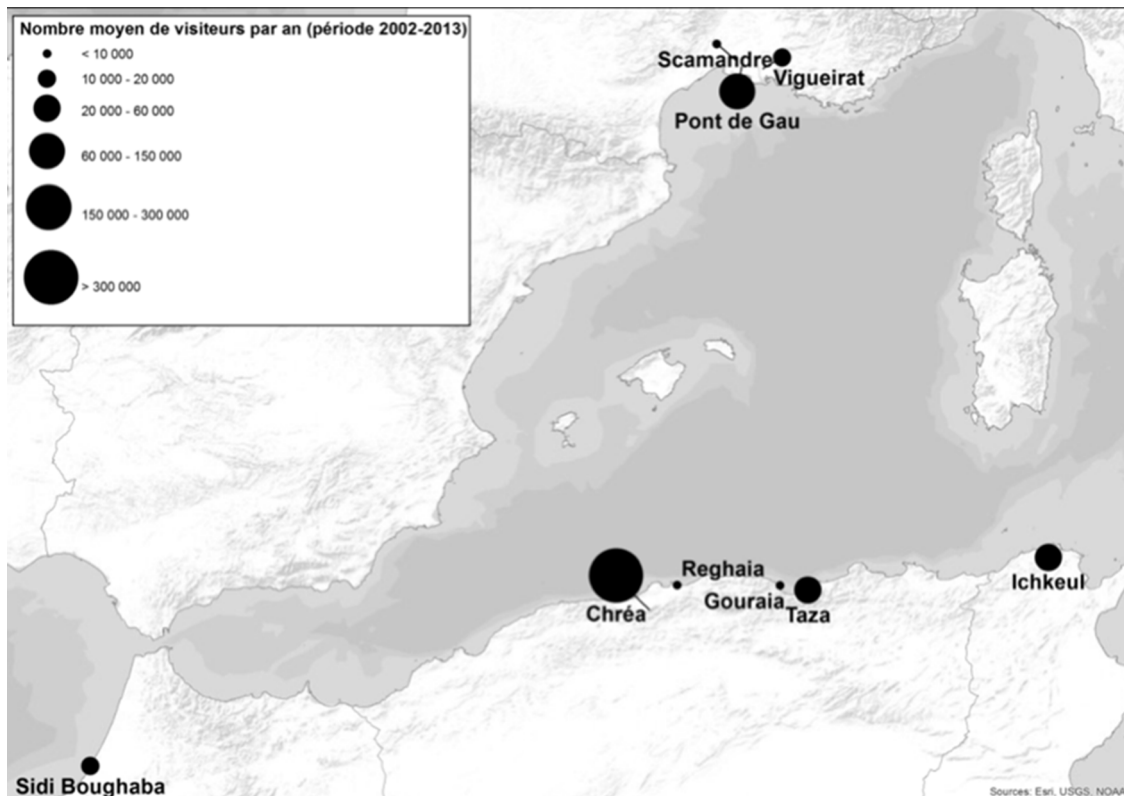 Nombre moyen de visiteurs par an (période 2002-2013)
< 10 000
10 000 - 20 000
20 000 - 60 000
60 000 - 150 000
150 000 - 300 000
> 300 000
Scamandre
Vigueirat
Pont de Gau
Reghaia
Chréa
Gouraia
Taza
Ichkeul
Sidi Boughaba
Sources: Esri, USGS, NOAA